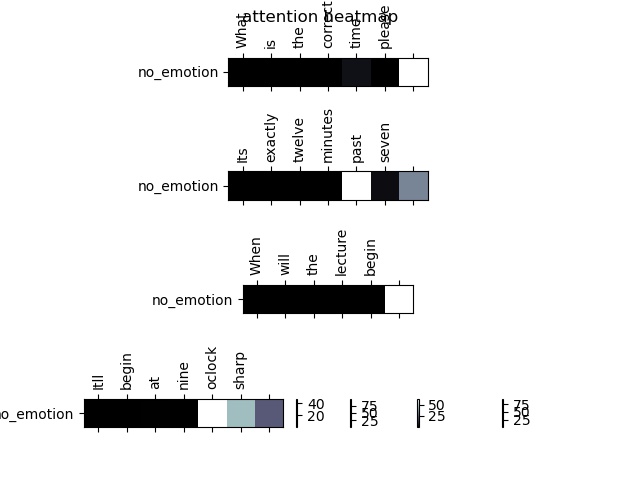 attention heatmap
What is the correct time please
no_emotion
Its exactly twelve minutes past seven
no_emotion
When will the lecture begin
no_emotion
Itll begin at nine oclock sharp
no_emotion
40
20
75
50
25
50
25
75
50
25